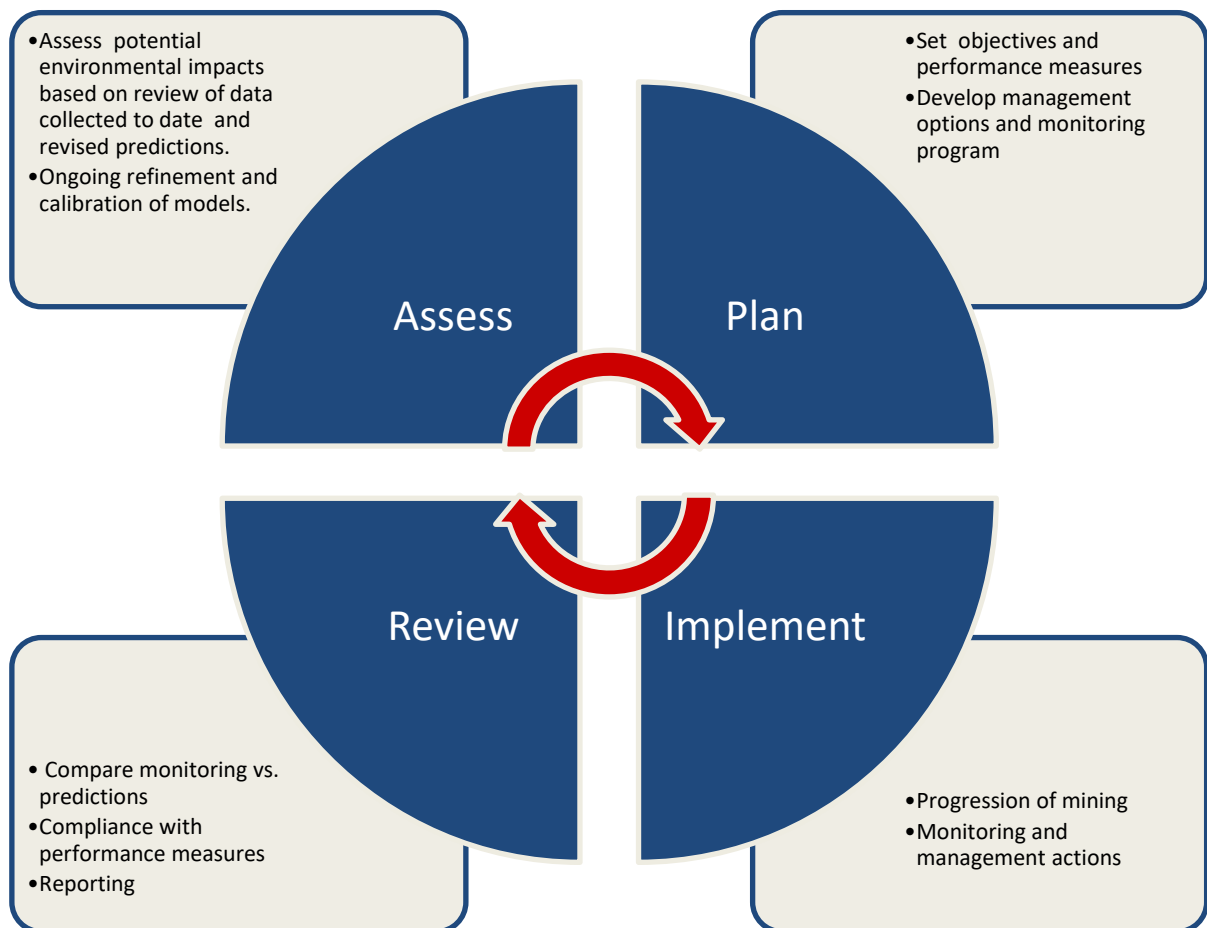 •Assess  potential
environmental impacts
based on review of data
collected to date  and
revised predictions.
•Ongoing refinement and
calibration of models.
•Set  objectives and
performance measures
•Develop management
options and monitoring
program
Assess
Plan
Review
Implement
• Compare monitoring vs.
predictions
•Compliance with
performance measures
•Reporting
•Progression of mining
•Monitoring and
management actions